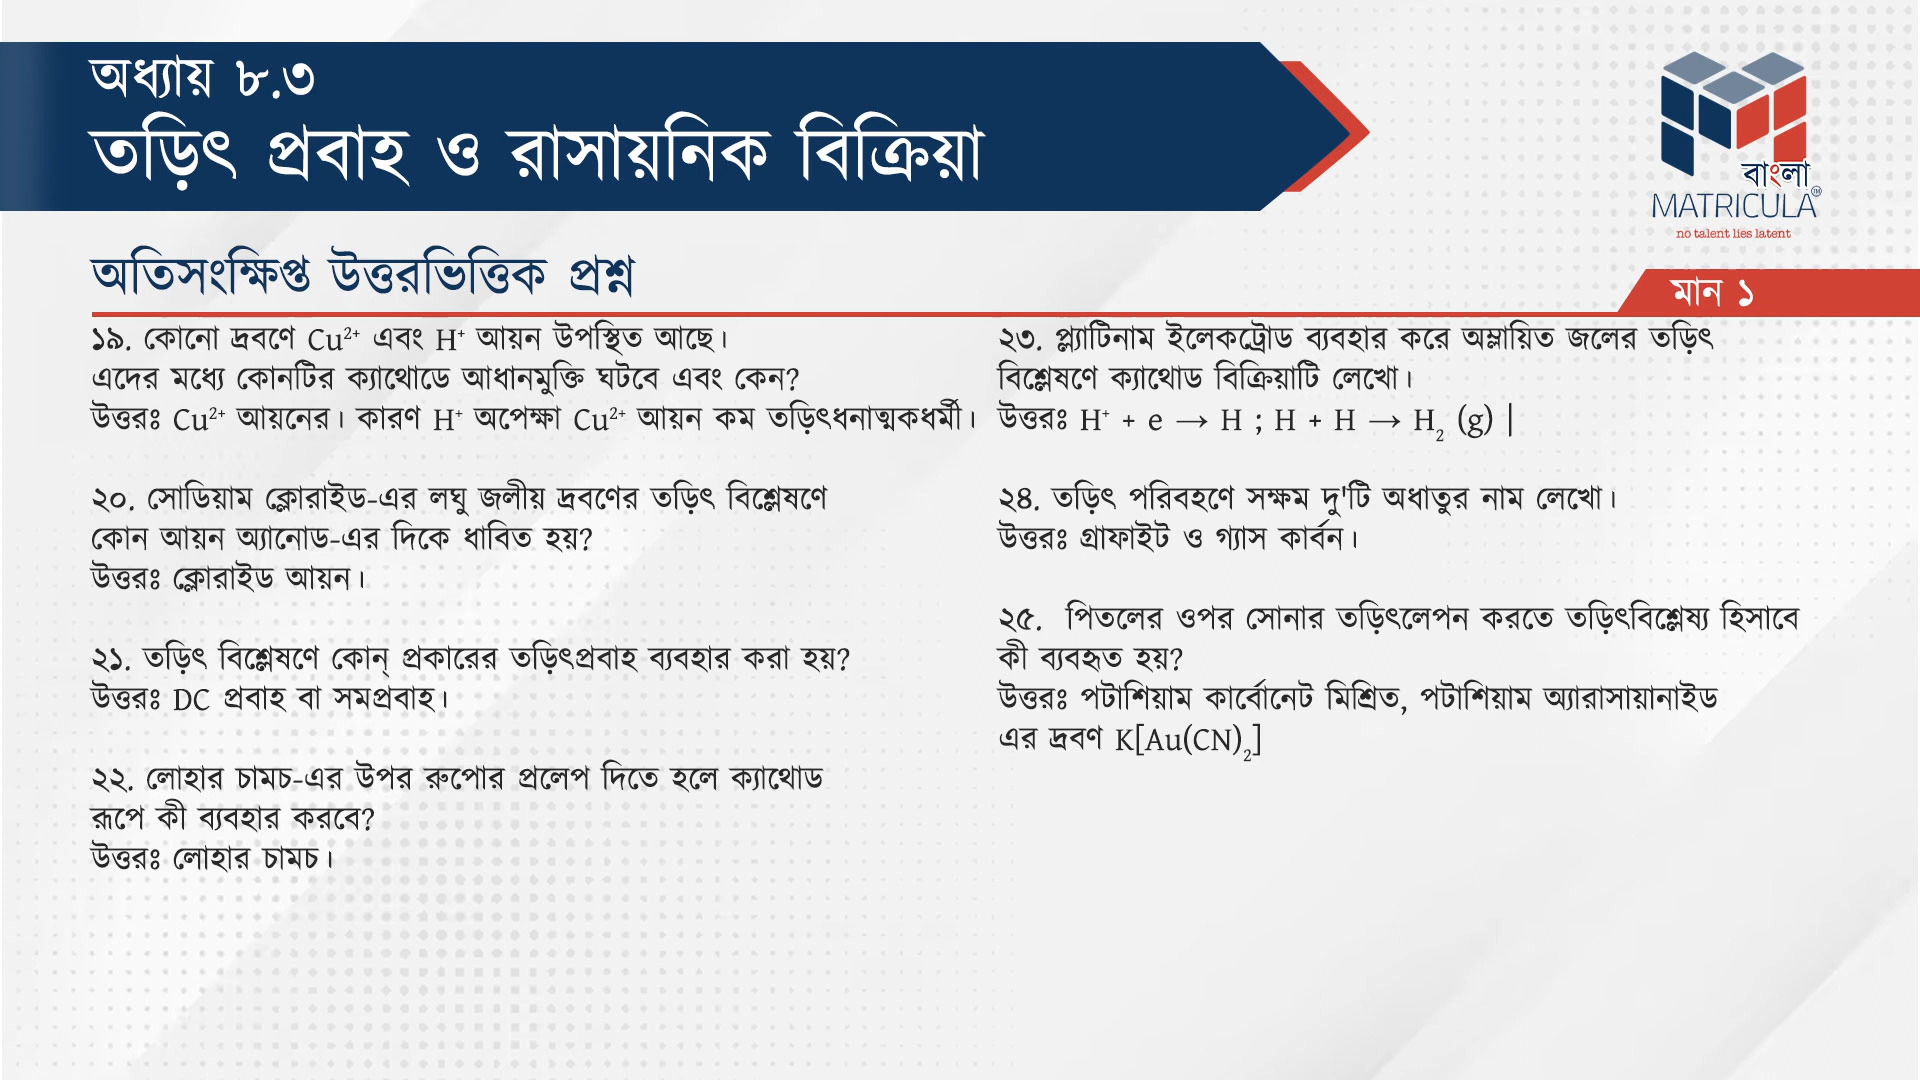 অধ্যায় ৮.৩
তড়িৎ প্রবাহ ও রাসায়নিক বিক্রিয়া
বাংলা
MATRICULA™
no talent lies latent
অতিসংক্ষিপ্ত উত্তরভিত্তিক প্রশ্ন
মান ১
১৯. কোনো দ্রবণে Cu²⁺ এবং H⁺ আয়ন উপস্থিত আছে।
এদের মধ্যে কোনটির ক্যাথোডে আধানমুক্তি ঘটবে এবং কেন?
উত্তরঃ Cu²⁺ আয়নের। কারণ H⁺ অপেক্ষা Cu²⁺ আয়ন কম তড়িৎধনাত্মকধর্মী।
২০. সোডিয়াম ক্লোরাইড-এর লঘু জলীয় দ্রবণের তড়িৎ বিশ্লেষণে
কোন আয়ন অ্যানোড-এর দিকে ধাবিত হয়?
উত্তরঃ ক্লোরাইড আয়ন।
২১. তড়িৎ বিশ্লেষণে কোন্ প্রকারের তড়িৎপ্রবাহ ব্যবহার করা হয়?
উত্তরঃ DC প্রবাহ বা সমপ্রবাহ।
২২. লোহার চামচ-এর উপর রুপোর প্রলেপ দিতে হলে ক্যাথোড
রূপে কী ব্যবহার করবে?
উত্তরঃ লোহার চামচ।
২৩. প্ল্যাটিনাম ইলেকট্রোড ব্যবহার করে অম্লায়িত জলের তড়িৎ
বিশ্লেষণে ক্যাথোড বিক্রিয়াটি লেখো।
উত্তরঃ H⁺ + e → H ; H + H → H₂ (g) |
২৪. তড়িৎ পরিবহণে সক্ষম দু'টি অধাতুর নাম লেখো।
উত্তরঃ গ্রাফাইট ও গ্যাস কার্বন।
২৫. পিতলের ওপর সোনার তড়িৎলেপন করতে তড়িৎবিশ্লেষ্য হিসাবে
কী ব্যবহৃত হয়?
উত্তরঃ পটাশিয়াম কার্বোনেট মিশ্রিত, পটাশিয়াম অ্যারাসায়ানাইড
এর দ্রবণ K[Au(CN)₂]